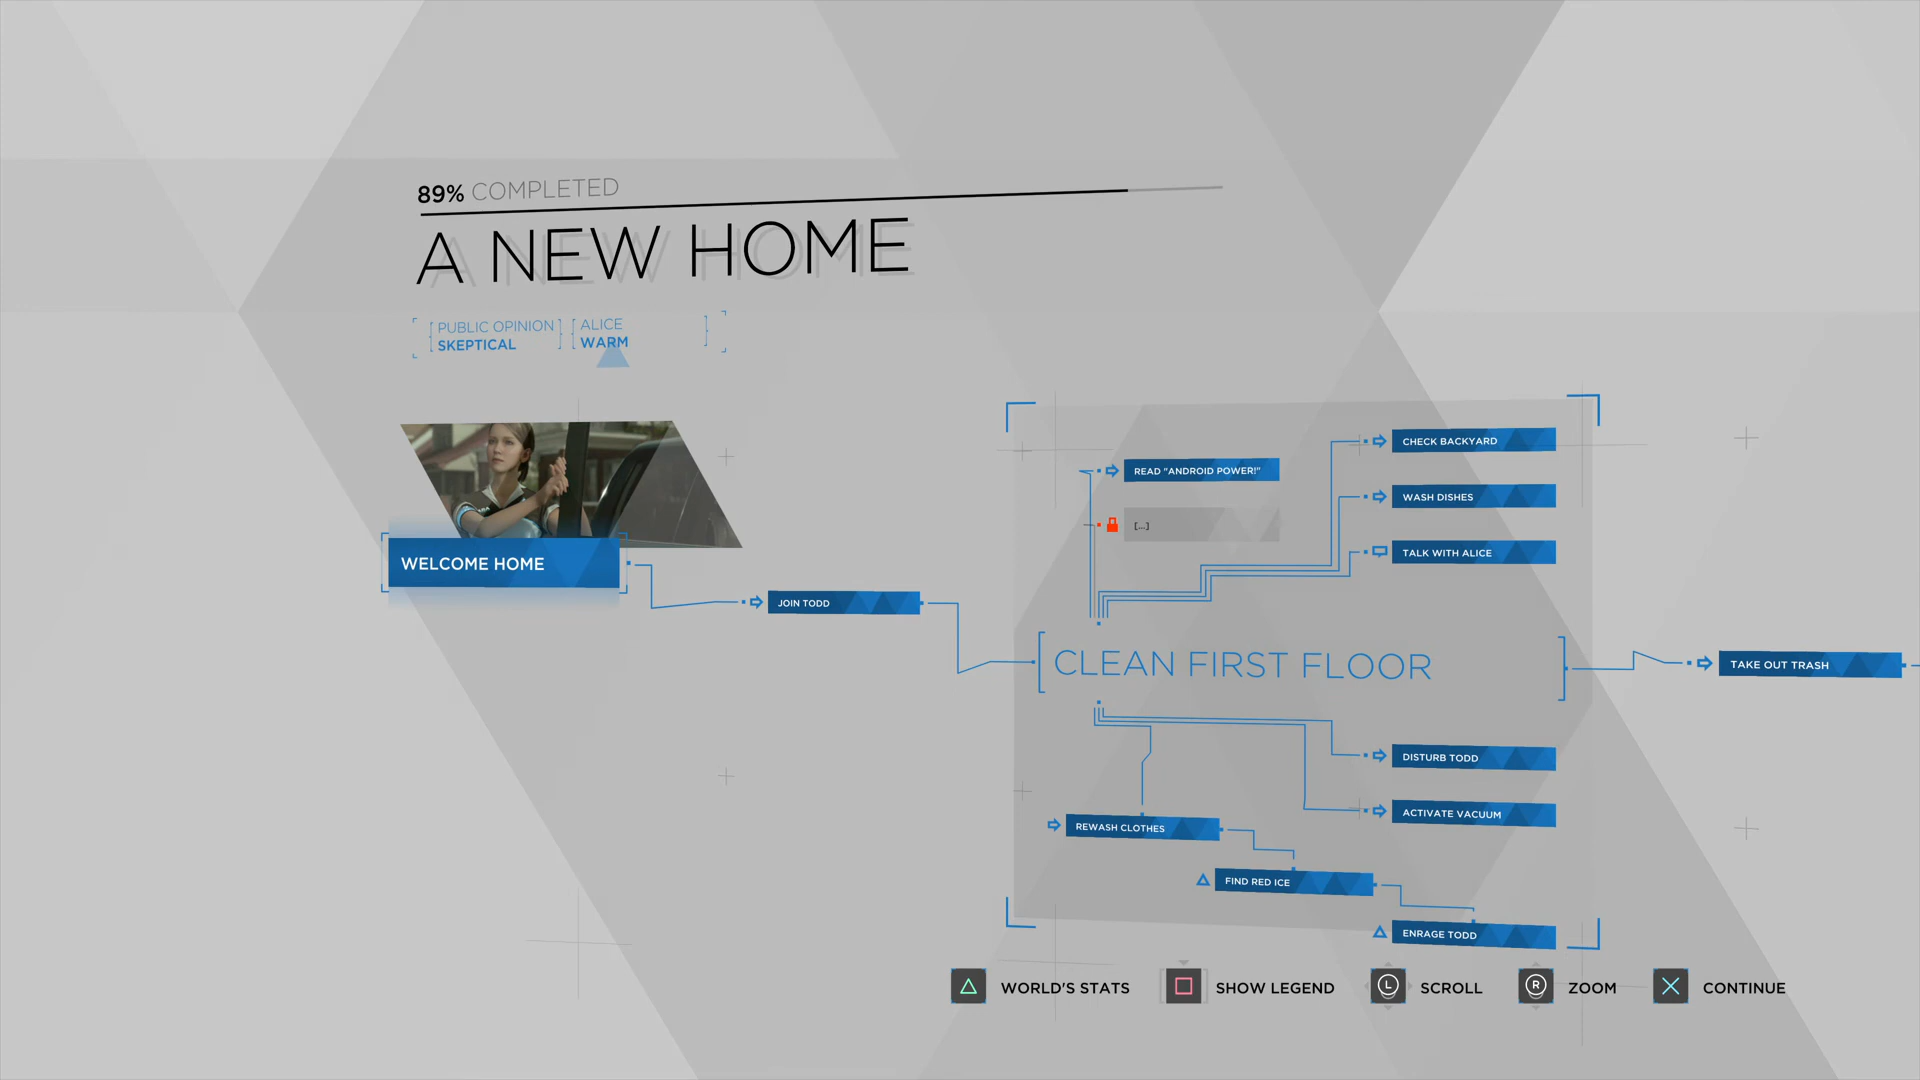 89% COMPLETED
A NEW HOME
PUBLIC OPINION
SKEPTICAL
ALICE
WARM
WELCOME HOME
JOIN TODD
READ "ANDROID POWER!"
[...]
CHECK BACKYARD
WASH DISHES
TALK WITH ALICE
CLEAN FIRST FLOOR
TAKE OUT TRASH
DISTURB TODD
ACTIVATE VACUUM
REWASH CLOTHES
FIND RED ICE
ENRAGE TODD
WORLD'S STATS
SHOW LEGEND
L SCROLL
R ZOOM
CONTINUE